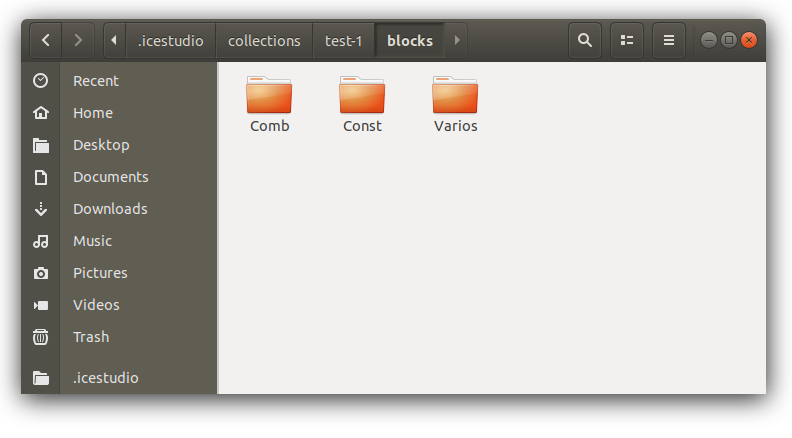 .icestudio collections test-1 blocks
Recent
Home
Desktop
Documents
Downloads
Music
Pictures
Videos
Trash
.icestudio
Comb Const Varios